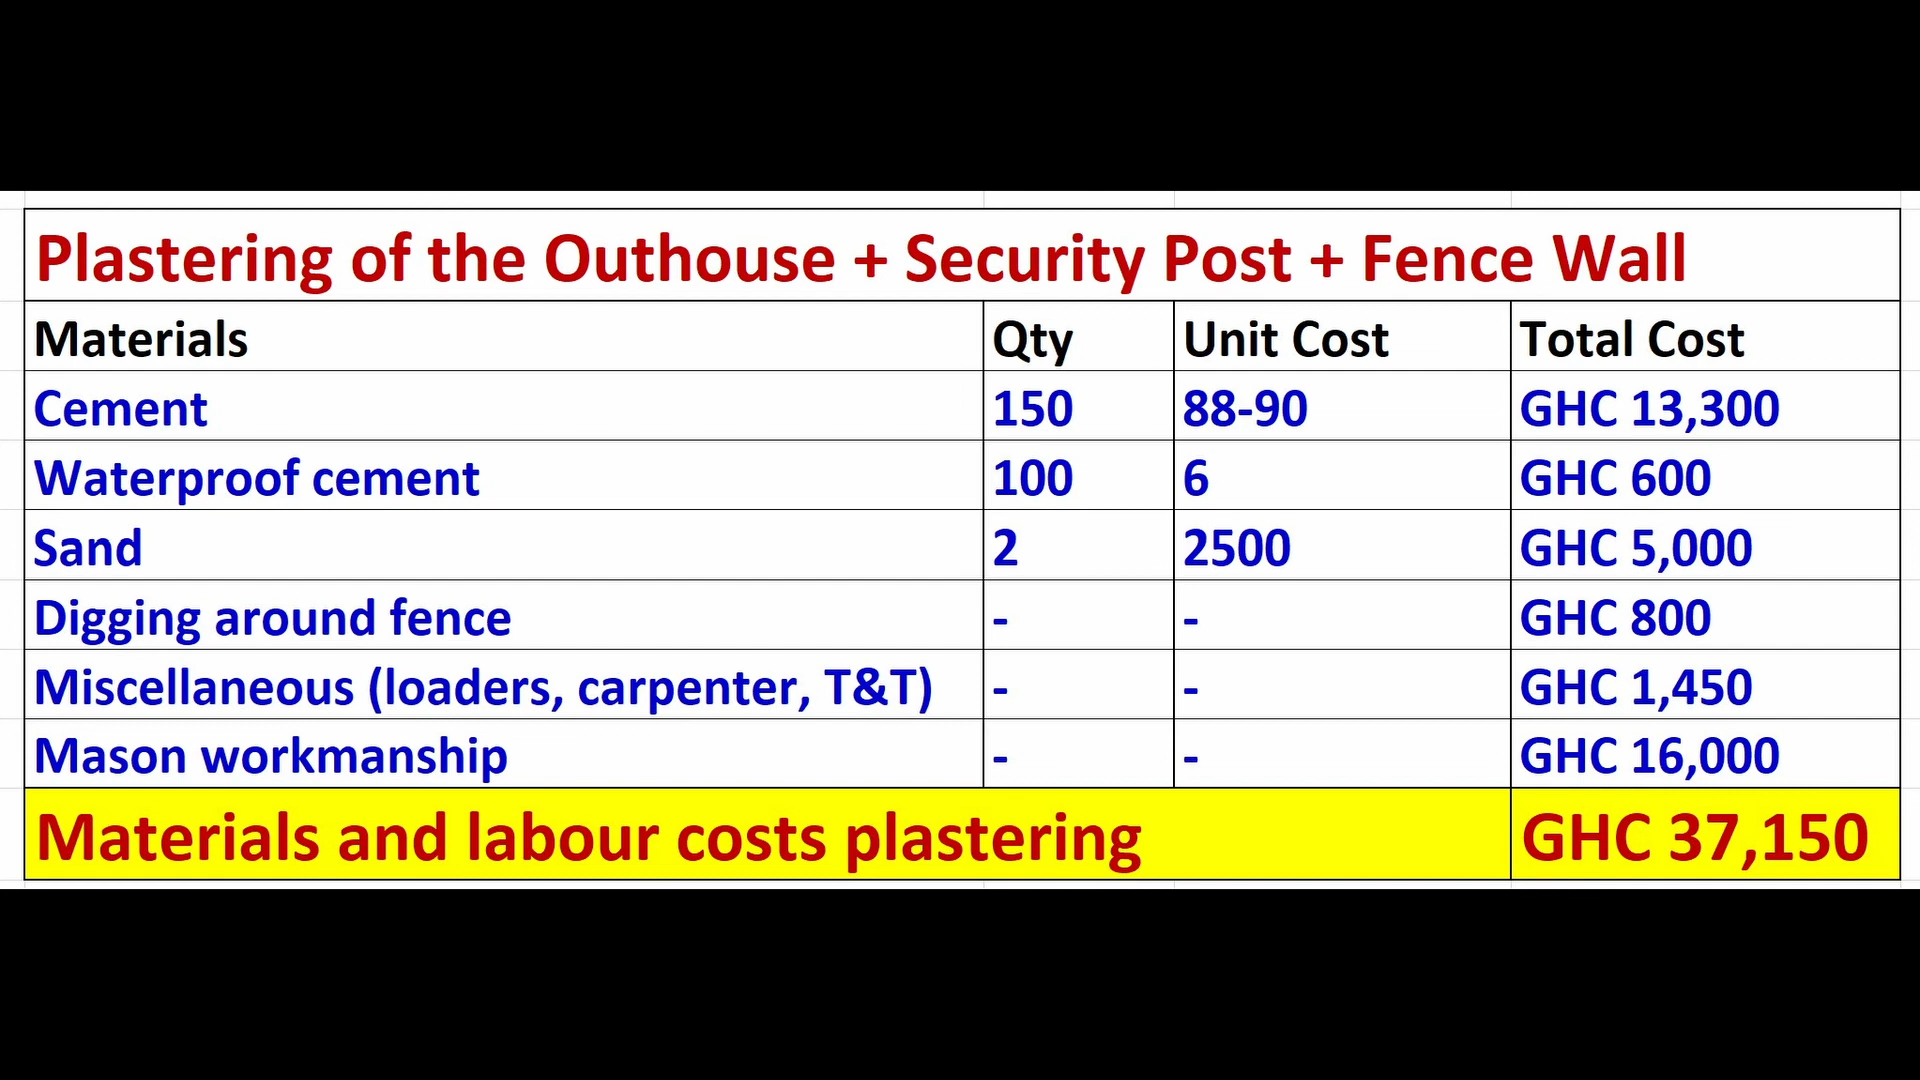 Plastering of the Outhouse + Security Post + Fence Wall
Materials Qty Unit Cost Total Cost
Cement 150 88-90 GHC 13,300
Waterproof cement 100 6 GHC 600
Sand 2 2500 GHC 5,000
Digging around fence - - GHC 800
Miscellaneous (loaders, carpenter, T&T) - - GHC 1,450
Mason workmanship - - GHC 16,000
Materials and labour costs plastering GHC 37,150